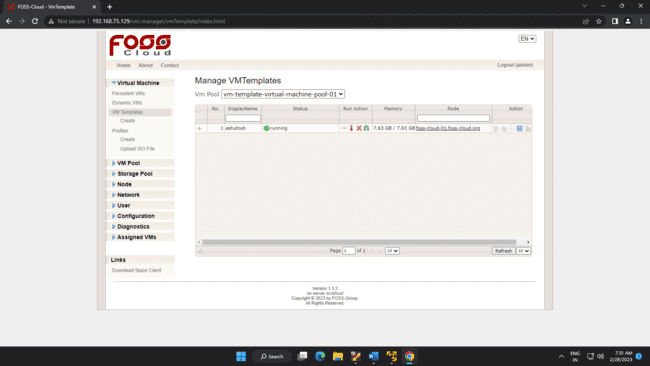 FOSS-Cloud - VmTemplate
Not secure | 192.168.75.129/vm-manager/vmTemplate/index.html
FOSS
Cloud
EN
Home About Contact
Logout (admin)
Virtual Machine
Persistent VMs
Dynamic VMs
VM Templates
Create
Profiles
Create
Upload ISO File
VM Pool
Storage Pool
Node
Network
User
Configuration
Diagnostics
Assigned VMs
Links
Download Spice Client
Manage VMTemplates
Vm Pool vm-template-virtual-machine-pool-01
No. DisplayName Status Run Action Memory Node Action
1 ashutosh running 7.63 GB / 7.63 GB foss-cloud-01.foss-cloud.org
Page 1 of 1 10 Refresh 10
Version 1.3.2
on server localhost
Copyright © 2023 by FOSS-Group.
All Rights Reserved.
Search
ENG
IN
7:51 AM
2/28/2023